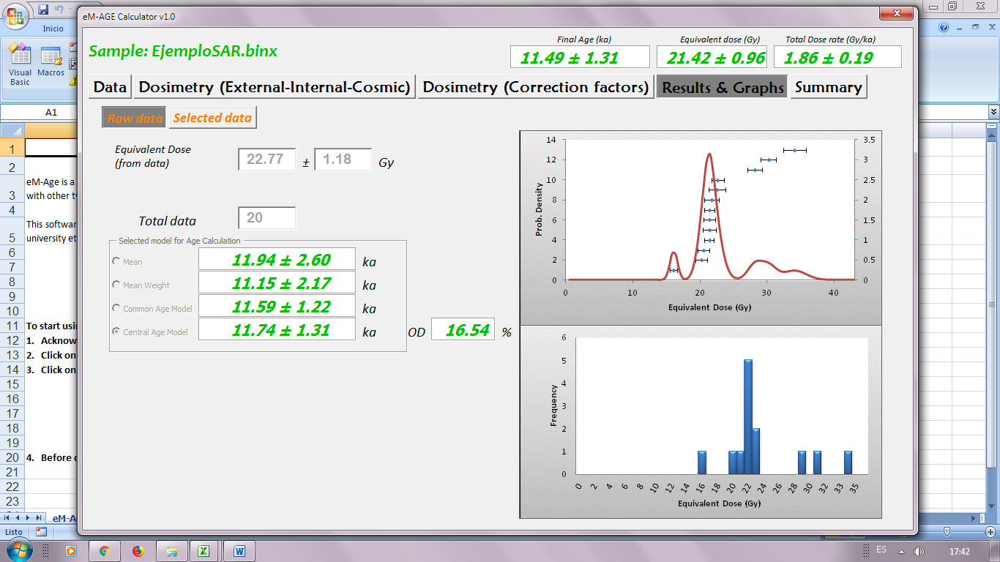 eM-AGE Calculator v1.0
Inicio
Visual Basic
Macros
Sample: EjemploSAR.binx
Final Age (ka)
Equivalent dose (Gy)
Total Dose rate (Gy/ka)
11.49 ± 1.31
21.42 ± 0.96
1.86 ± 0.19
Data
Dosimetry (External-Internal-Cosmic)
Dosimetry (Correction factors)
Results & Graphs
Summary
A1
Raw data
Selected data
Equivalent Dose
(from data)
22.77 ± 1.18 Gy
Total data 20
Selected model for Age Calculation
Mean 11.94 ± 2.60 ka
Mean Weight 11.15 ± 2.17 ka
Common Age Model 11.59 ± 1.22 ka
Central Age Model 11.74 ± 1.31 ka OD 16.54 %
14 3.5
12 3
10 2.5
8 2
6 1.5
4 1
2 0.5
0 0
Prob. Density
0 10 20 30 40
Equivalent Dose (Gy)
6
5
4
3
2
1
0
Frequency
0 2 4 6 8 10 12 14 16 18 20 22 24 26 28 30 32 33 35
Equivalent Dose (Gy)
1
2
3
4
5
6
7
8
9
10
11
12
13
14
15
16
17
18
19
20
21
22
23
eM-Age is a
with other
This softwar
university et
To start usi
1. Acknow
2. Click on
3. Click on
4. Before
eM-A
Listo
ES
17:42